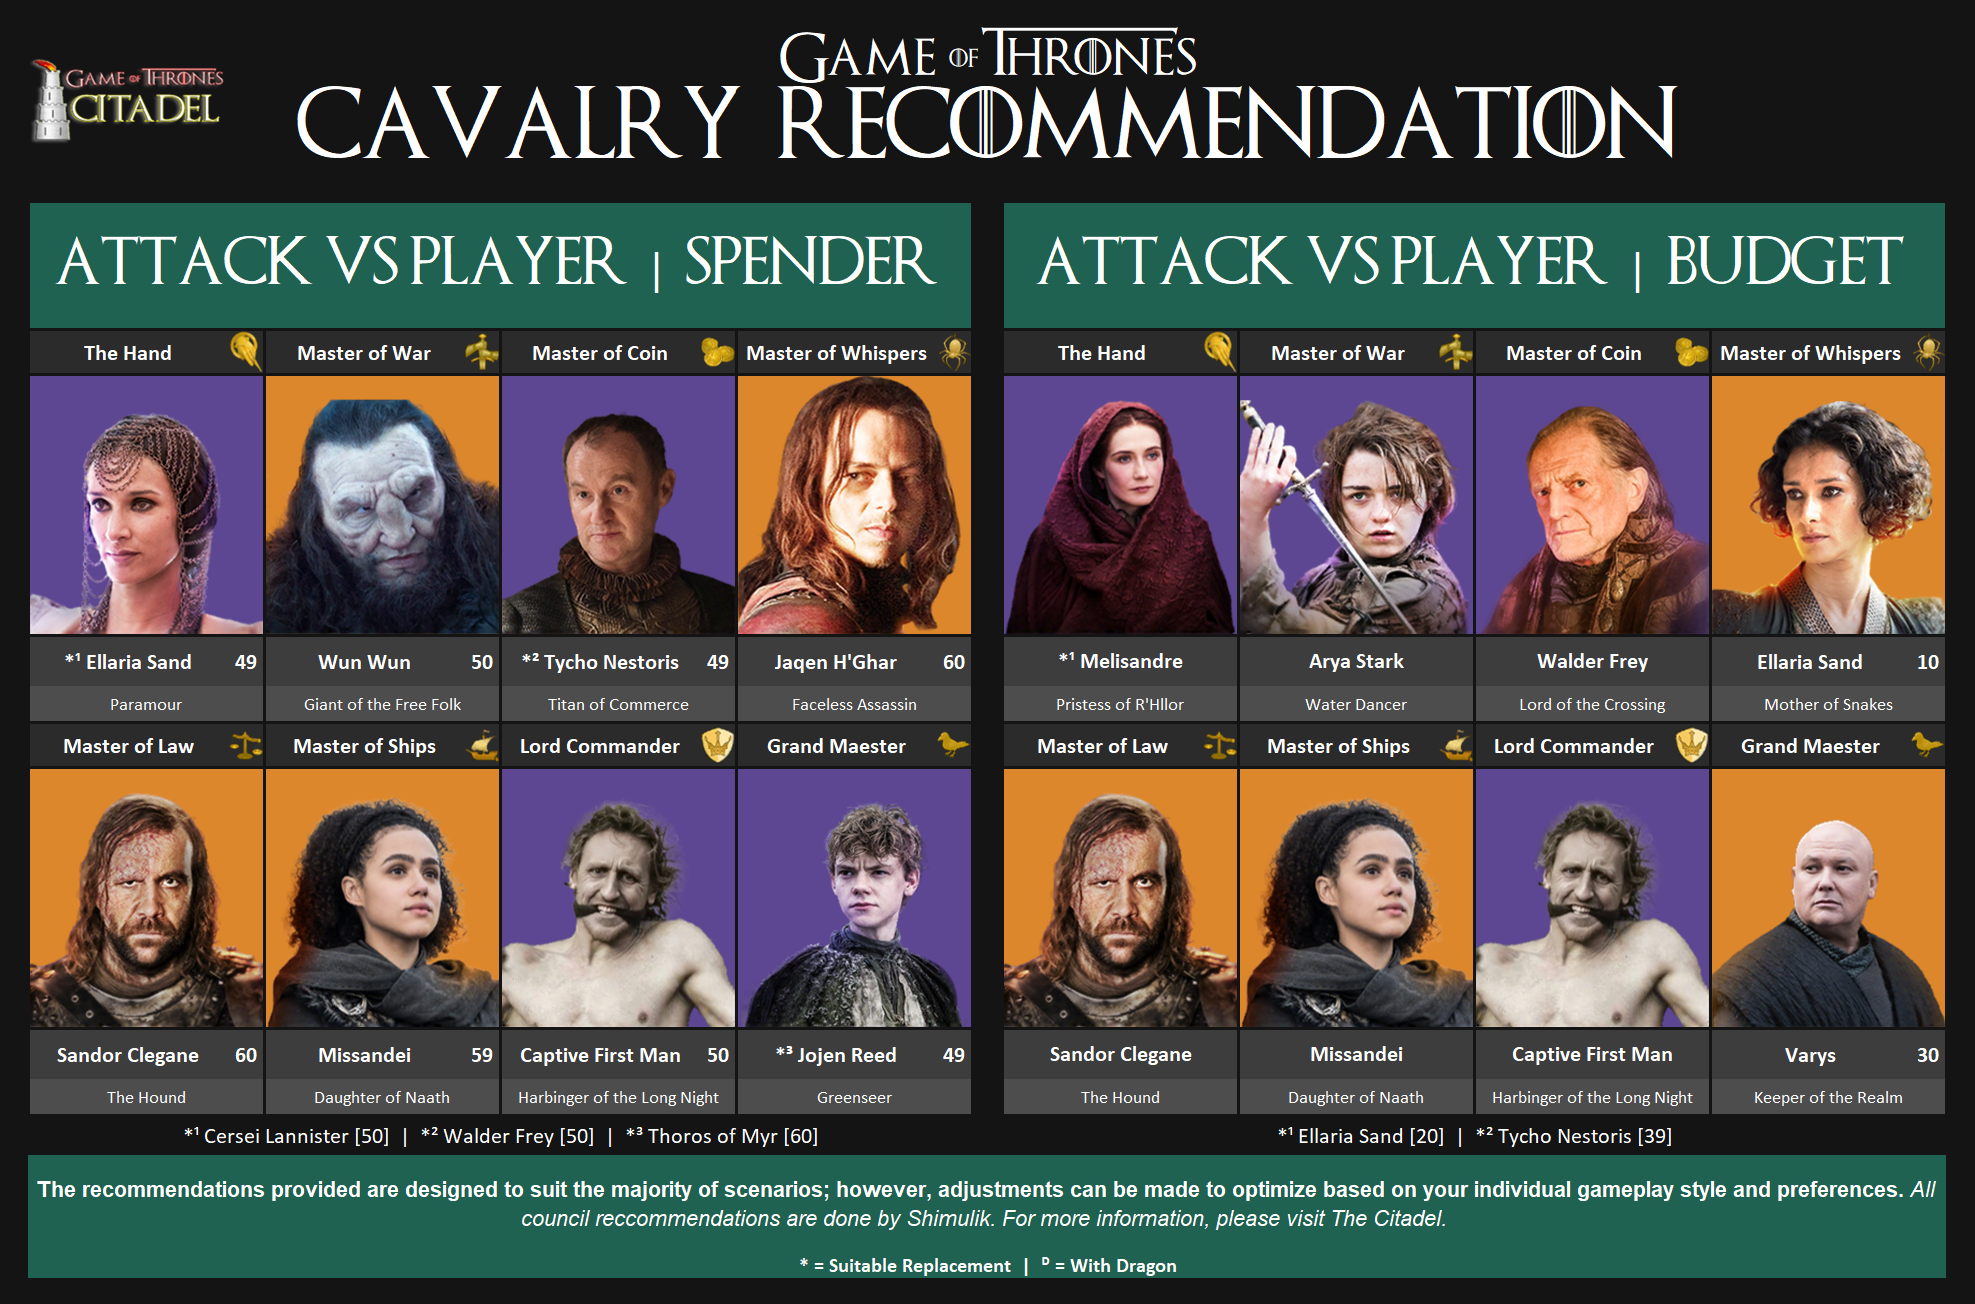 GAME OF THRONES
CITADEL
GAME OF THRONES
CAVALRY RECOMMENDATION
ATTACK VS PLAYER | SPENDER
The Hand
Master of War
Master of Coin
Master of Whispers
*¹ Ellaria Sand 49
Wun Wun 50
*² Tycho Nestoris 49
Jaqen H'Ghar 60
Paramour
Giant of the Free Folk
Titan of Commerce
Faceless Assassin
Master of Law
Master of Ships
Lord Commander
Grand Maester
Sandor Clegane 60
Missandei 59
Captive First Man 50
*³ Jojen Reed 49
The Hound
Daughter of Naath
Harbinger of the Long Night
Greenseer
*¹ Cersei Lannister [50] | *² Walder Frey [50] | *³ Thoros of Myr [60]
ATTACK VS PLAYER | BUDGET
The Hand
Master of War
Master of Coin
Master of Whispers
*¹ Melisandre
Arya Stark
Walder Frey
Ellaria Sand 10
Pristess of R'Hllor
Water Dancer
Lord of the Crossing
Mother of Snakes
Master of Law
Master of Ships
Lord Commander
Grand Maester
Sandor Clegane
Missandei
Captive First Man
Varys 30
The Hound
Daughter of Naath
Harbinger of the Long Night
Keeper of the Realm
*¹ Ellaria Sand [20] | *² Tycho Nestoris [39]
The recommendations provided are designed to suit the majority of scenarios; however, adjustments can be made to optimize based on your individual gameplay style and preferences. All
council reccommendations are done by Shimulik. For more information, please visit The Citadel.
* = Suitable Replacement | ᴰ = With Dragon